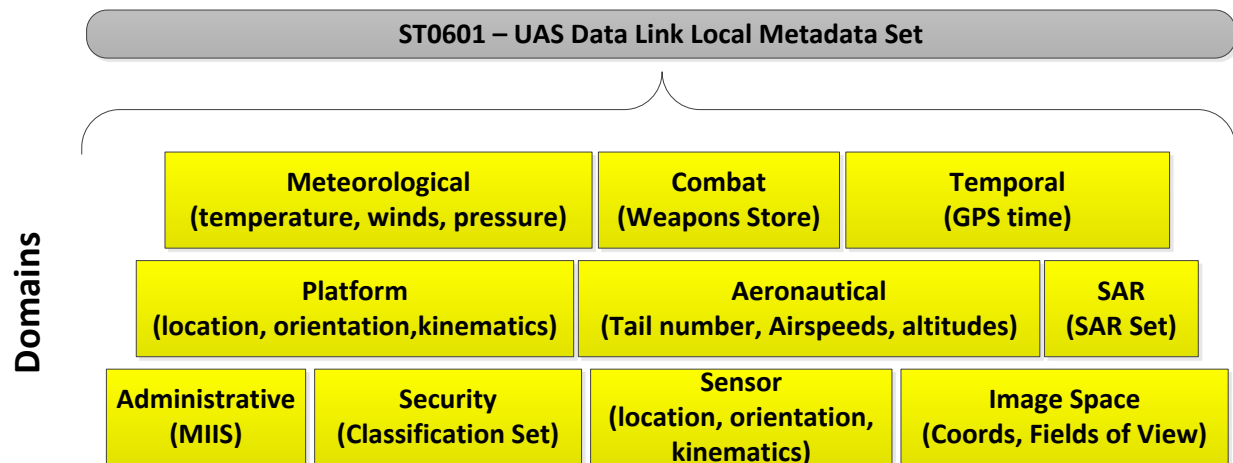 ST0601 – UAS Data Link Local Metadata Set
Domains
Meteorological
(temperature, winds, pressure)
Combat
(Weapons Store)
Temporal
(GPS time)
Platform
(location, orientation,kinematics)
Aeronautical
(Tail number, Airspeeds, altitudes)
SAR
(SAR Set)
Administrative
(MIIS)
Security
(Classification Set)
Sensor
(location, orientation,
kinematics)
Image Space
(Coords, Fields of View)